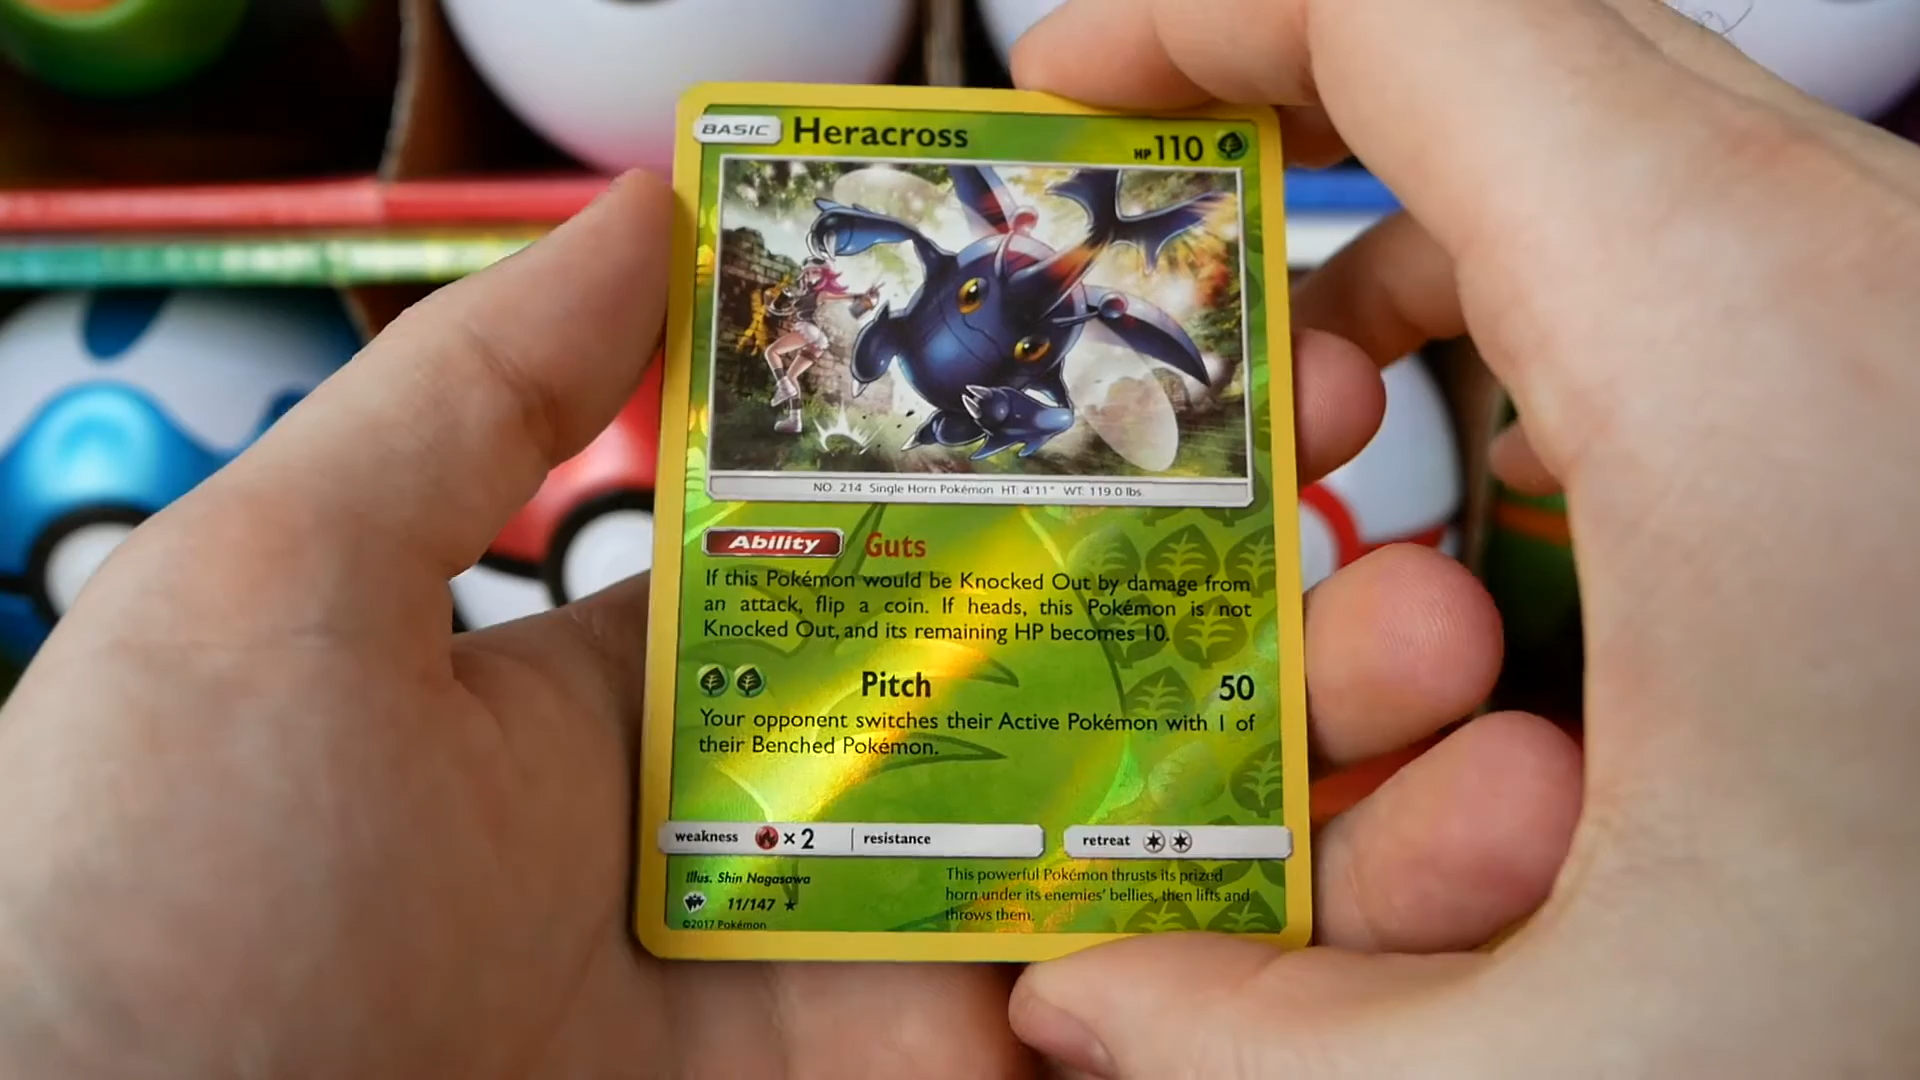 BASIC Heracross HP 110
NO. 214 Single Horn Pokémon HT: 4'11" WT: 119.0 lbs.
Ability Guts
If this Pokémon would be Knocked Out by damage from
an attack, flip a coin. If heads, this Pokémon is not
Knocked Out, and its remaining HP becomes 10.
Pitch 50
Your opponent switches their Active Pokémon with 1 of
their Benched Pokémon.
weakness ×2 resistance retreat
Illus. Shin Nagasawa
11/147 ★
©2017 Pokémon
This powerful Pokémon thrusts its prized
horn under its enemies' bellies, then lifts and
throws them.